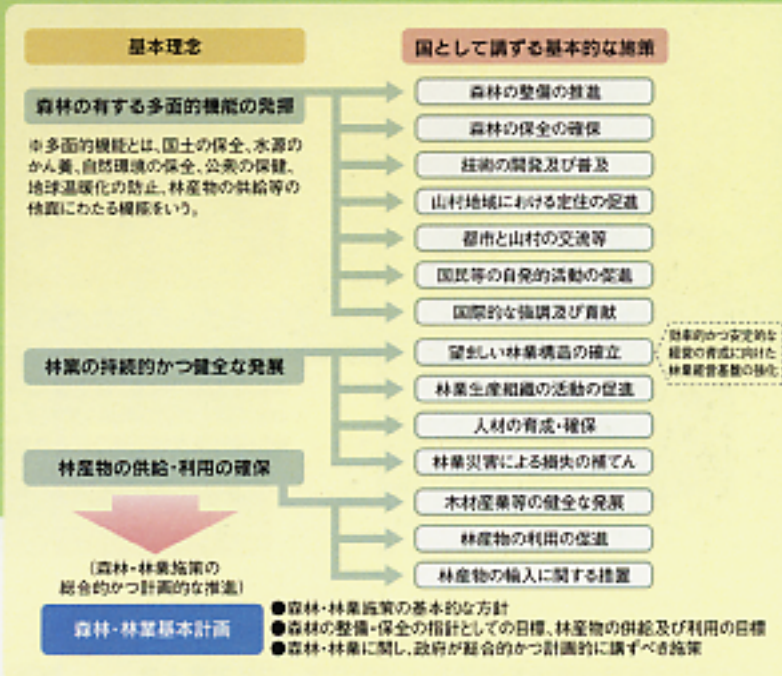 基本理念
国として講ずる基本的な施策
森林の有する多面的機能の発揮
※多面的機能とは、国土の保全、水源の
かん養、自然環境の保全、公衆の保健、
地球温暖化の防止、林産物の供給等の
他面にわたる機能をいう。
森林の整備の推進
森林の保全の確保
技術の開発及び普及
山村地域における定住の促進
都市と山村の交流等
国民等の自発的活動の促進
国際的な強調及び貢献
林業の持続的かつ健全な発展
望ましい林業構造の確立
効率的かつ安定的な
経営の育成に向けた
林業経営基盤の強化
林業生産組織の活動の促進
人材の育成・確保
林業災害による損失の補てん
林産物の供給・利用の確保
木材産業等の健全な発展
林産物の利用の促進
林産物の輸入に関する措置
(森林・林業施策の
総合的かつ計画的な推進)
森林・林業基本計画
●森林・林業施策の基本的な方針
●森林の整備・保全の指針としての目標、林産物の供給及び利用の目標
●森林・林業に関し、政府が総合的かつ計画的に講ずべき施策